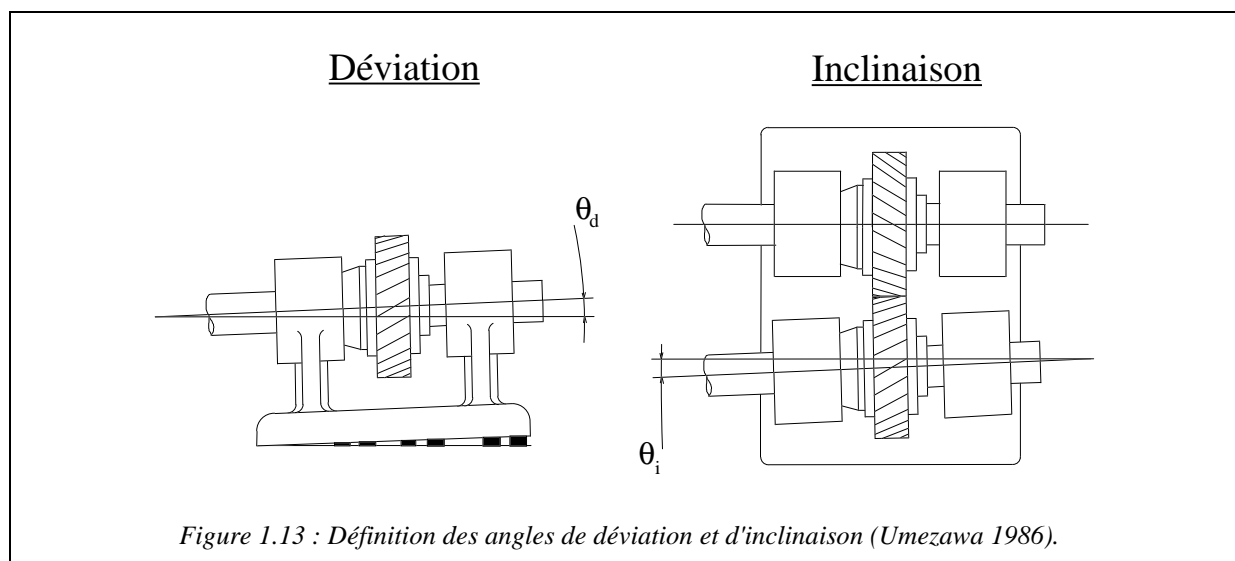 Déviation
Inclinaison
θd
θi
Figure 1.13 : Définition des angles de déviation et d'inclinaison (Umezawa 1986).